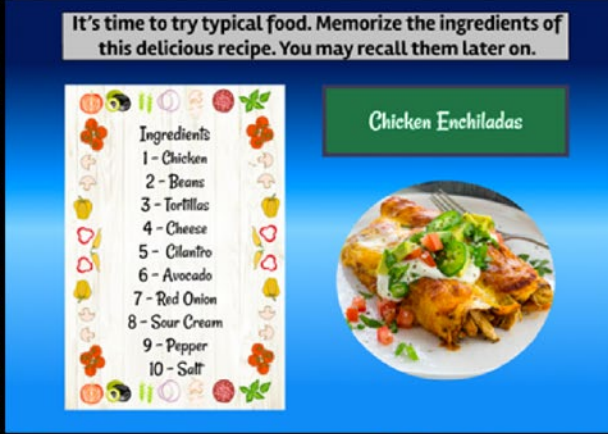 It's time to try typical food. Memorize the ingredients of
this delicious recipe. You may recall them later on.
Ingredients
1 - Chicken
2 - Beans
3 - Tortillas
4 - Cheese
5 - Cilantro
6 - Avocado
7 - Red Onion
8 - Sour Cream
9 - Pepper
10 - Salt
Chicken Enchiladas